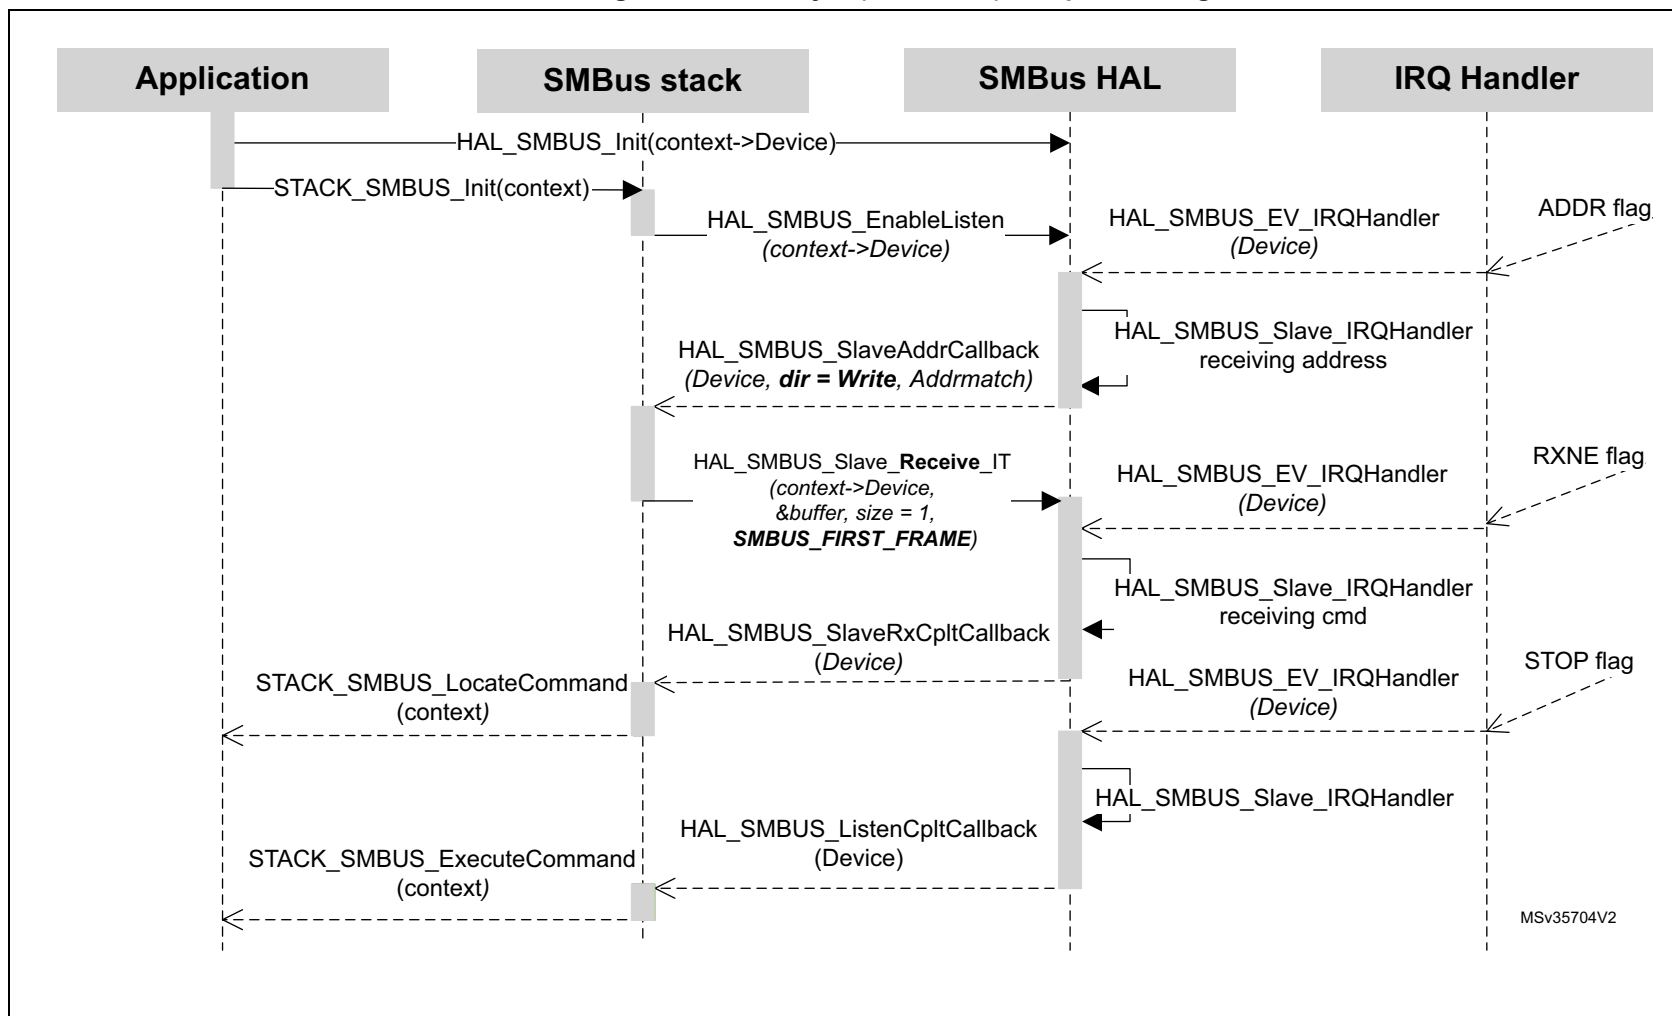 Application
SMBus stack
SMBus HAL
IRQ Handler
HAL_SMBUS_Init(context->Device)
STACK_SMBUS_Init(context)
HAL_SMBUS_EnableListen
(context->Device)
HAL_SMBUS_EV_IRQHandler
(Device)
ADDR flag
HAL_SMBUS_Slave_IRQHandler
receiving address
HAL_SMBUS_SlaveAddrCallback
(Device, dir = Write, Addrmatch)
HAL_SMBUS_Slave_Receive_IT
(context->Device,
&buffer, size = 1,
SMBUS_FIRST_FRAME)
HAL_SMBUS_EV_IRQHandler
(Device)
RXNE flag
HAL_SMBUS_Slave_IRQHandler
receiving cmd
HAL_SMBUS_SlaveRxCpltCallback
(Device)
STACK_SMBUS_LocateCommand
(context)
HAL_SMBUS_EV_IRQHandler
(Device)
STOP flag
HAL_SMBUS_Slave_IRQHandler
HAL_SMBUS_ListenCpltCallback
(Device)
STACK_SMBUS_ExecuteCommand
(context)
MSv35704V2